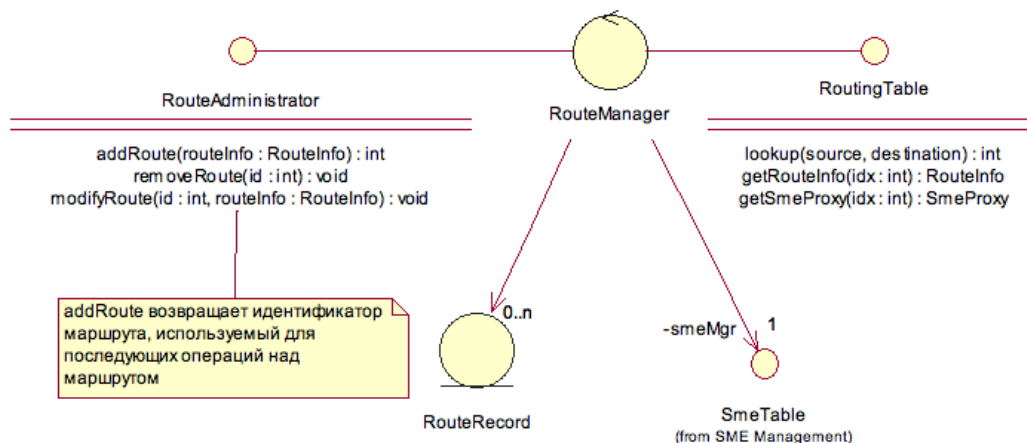 RouteAdministrator
RouteManager
RoutingTable
addRoute(routeInfo : RouteInfo) : int
removeRoute(id : int) : void
modifyRoute(id : int, routeInfo : RouteInfo) : void
lookup(source, destination) : int
getRouteInfo(idx : int) : RouteInfo
getSmeProxy(idx : int) : SmeProxy
addRoute возвращает идентификатор
маршрута, используемый для
последующих операций над
маршрутом
0..n
-smeMgr
1
RouteRecord
SmeTable
(from SME Management)